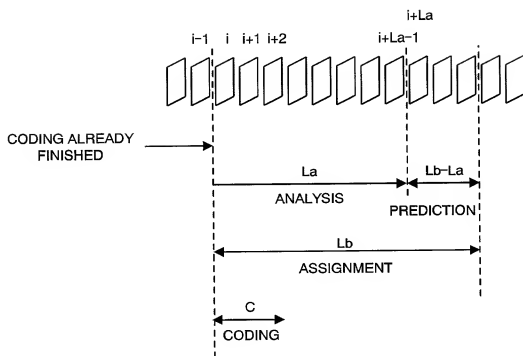 i+La
i-1 i i+1 i+2 i+La-1
CODING ALREADY
FINISHED
La Lb-La
ANALYSIS PREDICTION
Lb
ASSIGNMENT
C
CODING